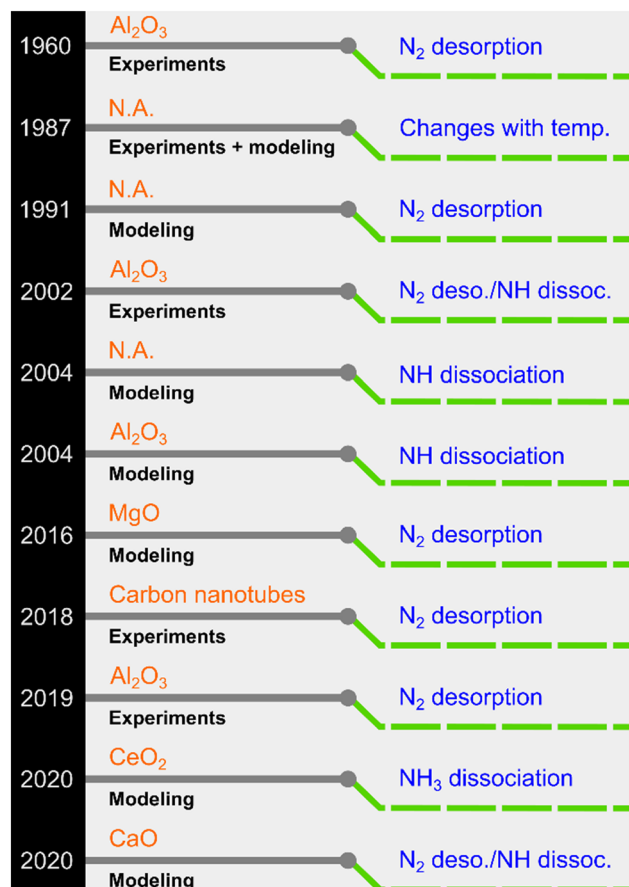 Al₂O₃
1960
N₂ desorption
Experiments
N.A.
1987
Changes with temp.
Experiments + modeling
N.A.
1991
N₂ desorption
Modeling
Al₂O₃
2002
N₂ deso./NH dissoc.
Experiments
N.A.
2004
NH dissociation
Modeling
Al₂O₃
2004
NH dissociation
Modeling
MgO
2016
N₂ desorption
Modeling
Carbon nanotubes
2018
N₂ desorption
Experiments
Al₂O₃
2019
N₂ desorption
Experiments
CeO₂
2020
NH₃ dissociation
Modeling
CaO
2020
N₂ deso./NH dissoc.
Modeling